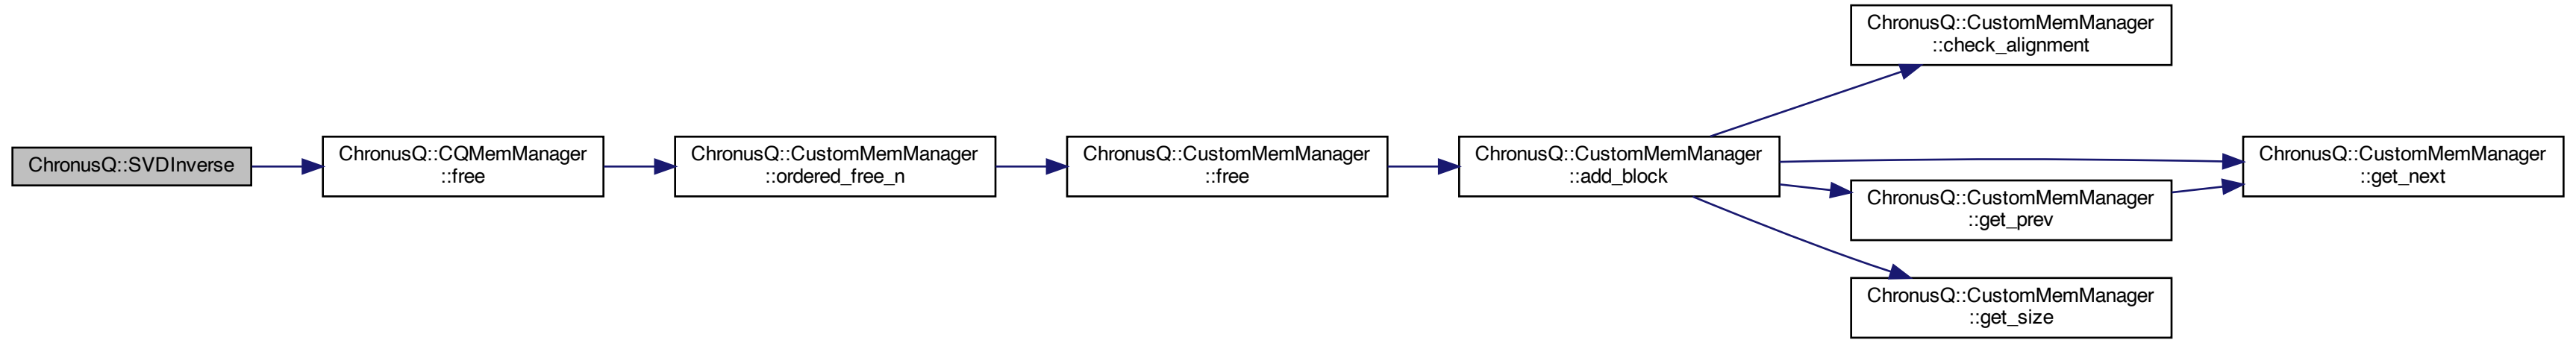 ChronusQ::SVDInverse
ChronusQ::CQMemManager
::free
ChronusQ::CustomMemManager
::ordered_free_n
ChronusQ::CustomMemManager
::free
ChronusQ::CustomMemManager
::add_block
ChronusQ::CustomMemManager
::check_alignment
ChronusQ::CustomMemManager
::get_next
ChronusQ::CustomMemManager
::get_prev
ChronusQ::CustomMemManager
::get_size